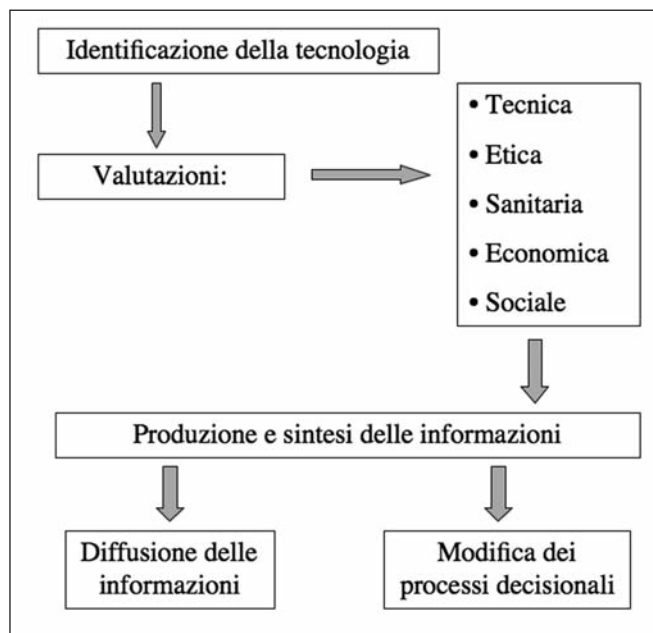 Identificazione della tecnologia
Valutazioni:
• Tecnica
• Etica
• Sanitaria
• Economica
• Sociale
Produzione e sintesi delle informazioni
Diffusione delle
informazioni
Modifica dei
processi decisionali